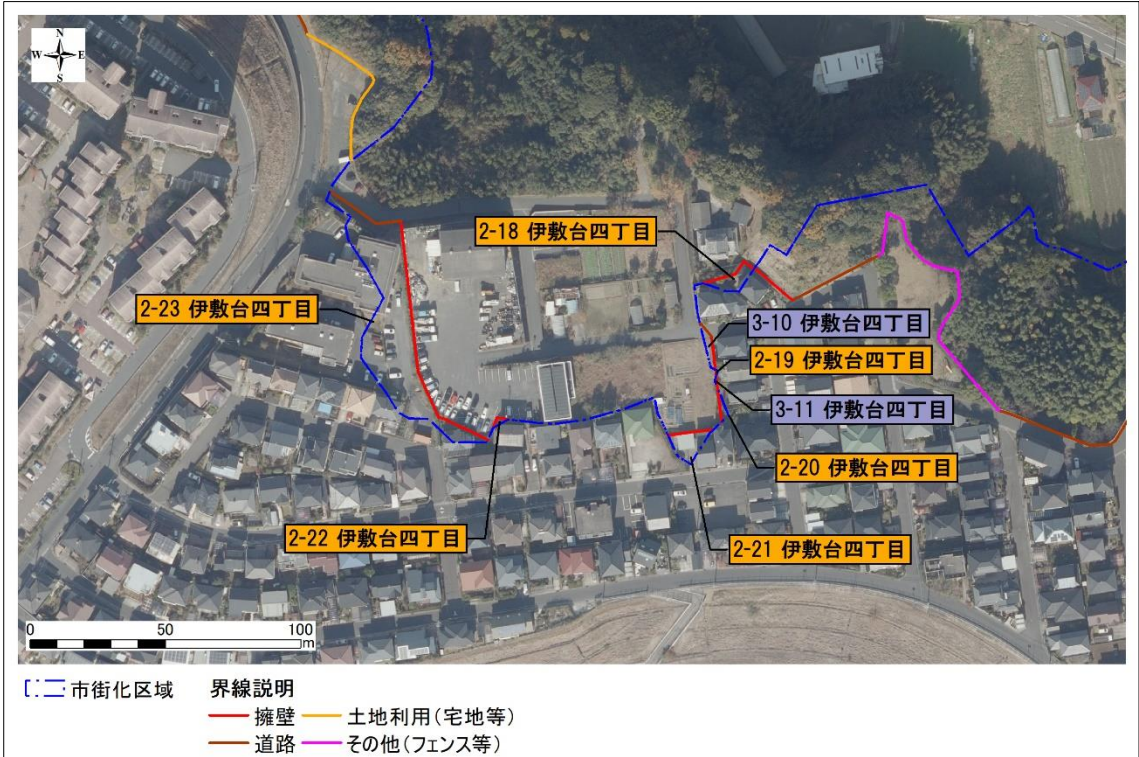 N
W E
S
2-18 伊敷台四丁目
2-23 伊敷台四丁目
3-10 伊敷台四丁目
2-19 伊敷台四丁目
3-11 伊敷台四丁目
2-20 伊敷台四丁目
2-22 伊敷台四丁目
2-21 伊敷台四丁目
0 50 100
m
市街化区域 界線説明
擁壁 土地利用(宅地等)
道路 その他(フェンス等)